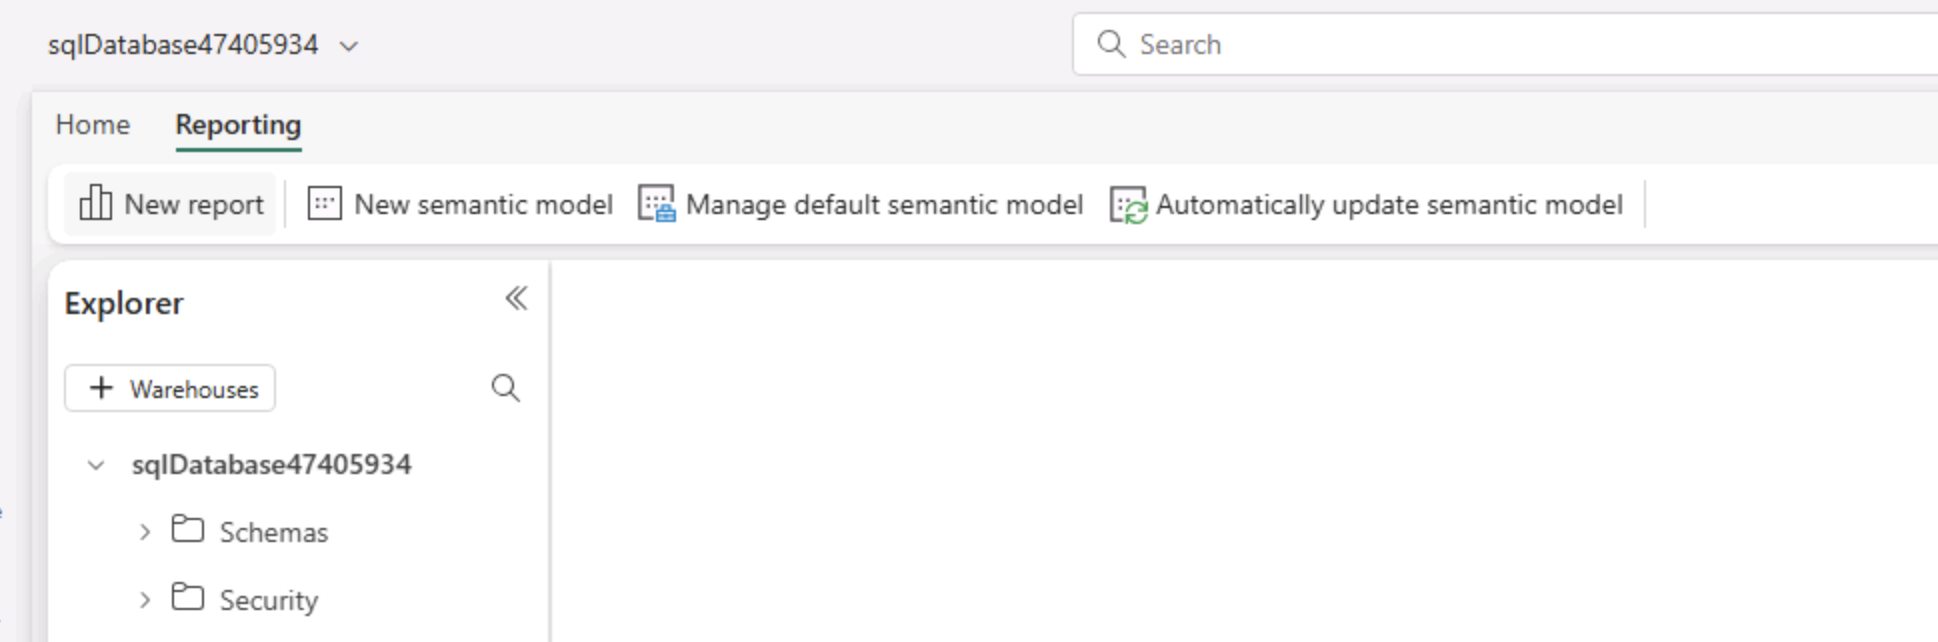 sqlDatabase47405934
Search
Home Reporting
New report New semantic model Manage default semantic model Automatically update semantic model
Explorer
Warehouses
sqlDatabase47405934
Schemas
Security